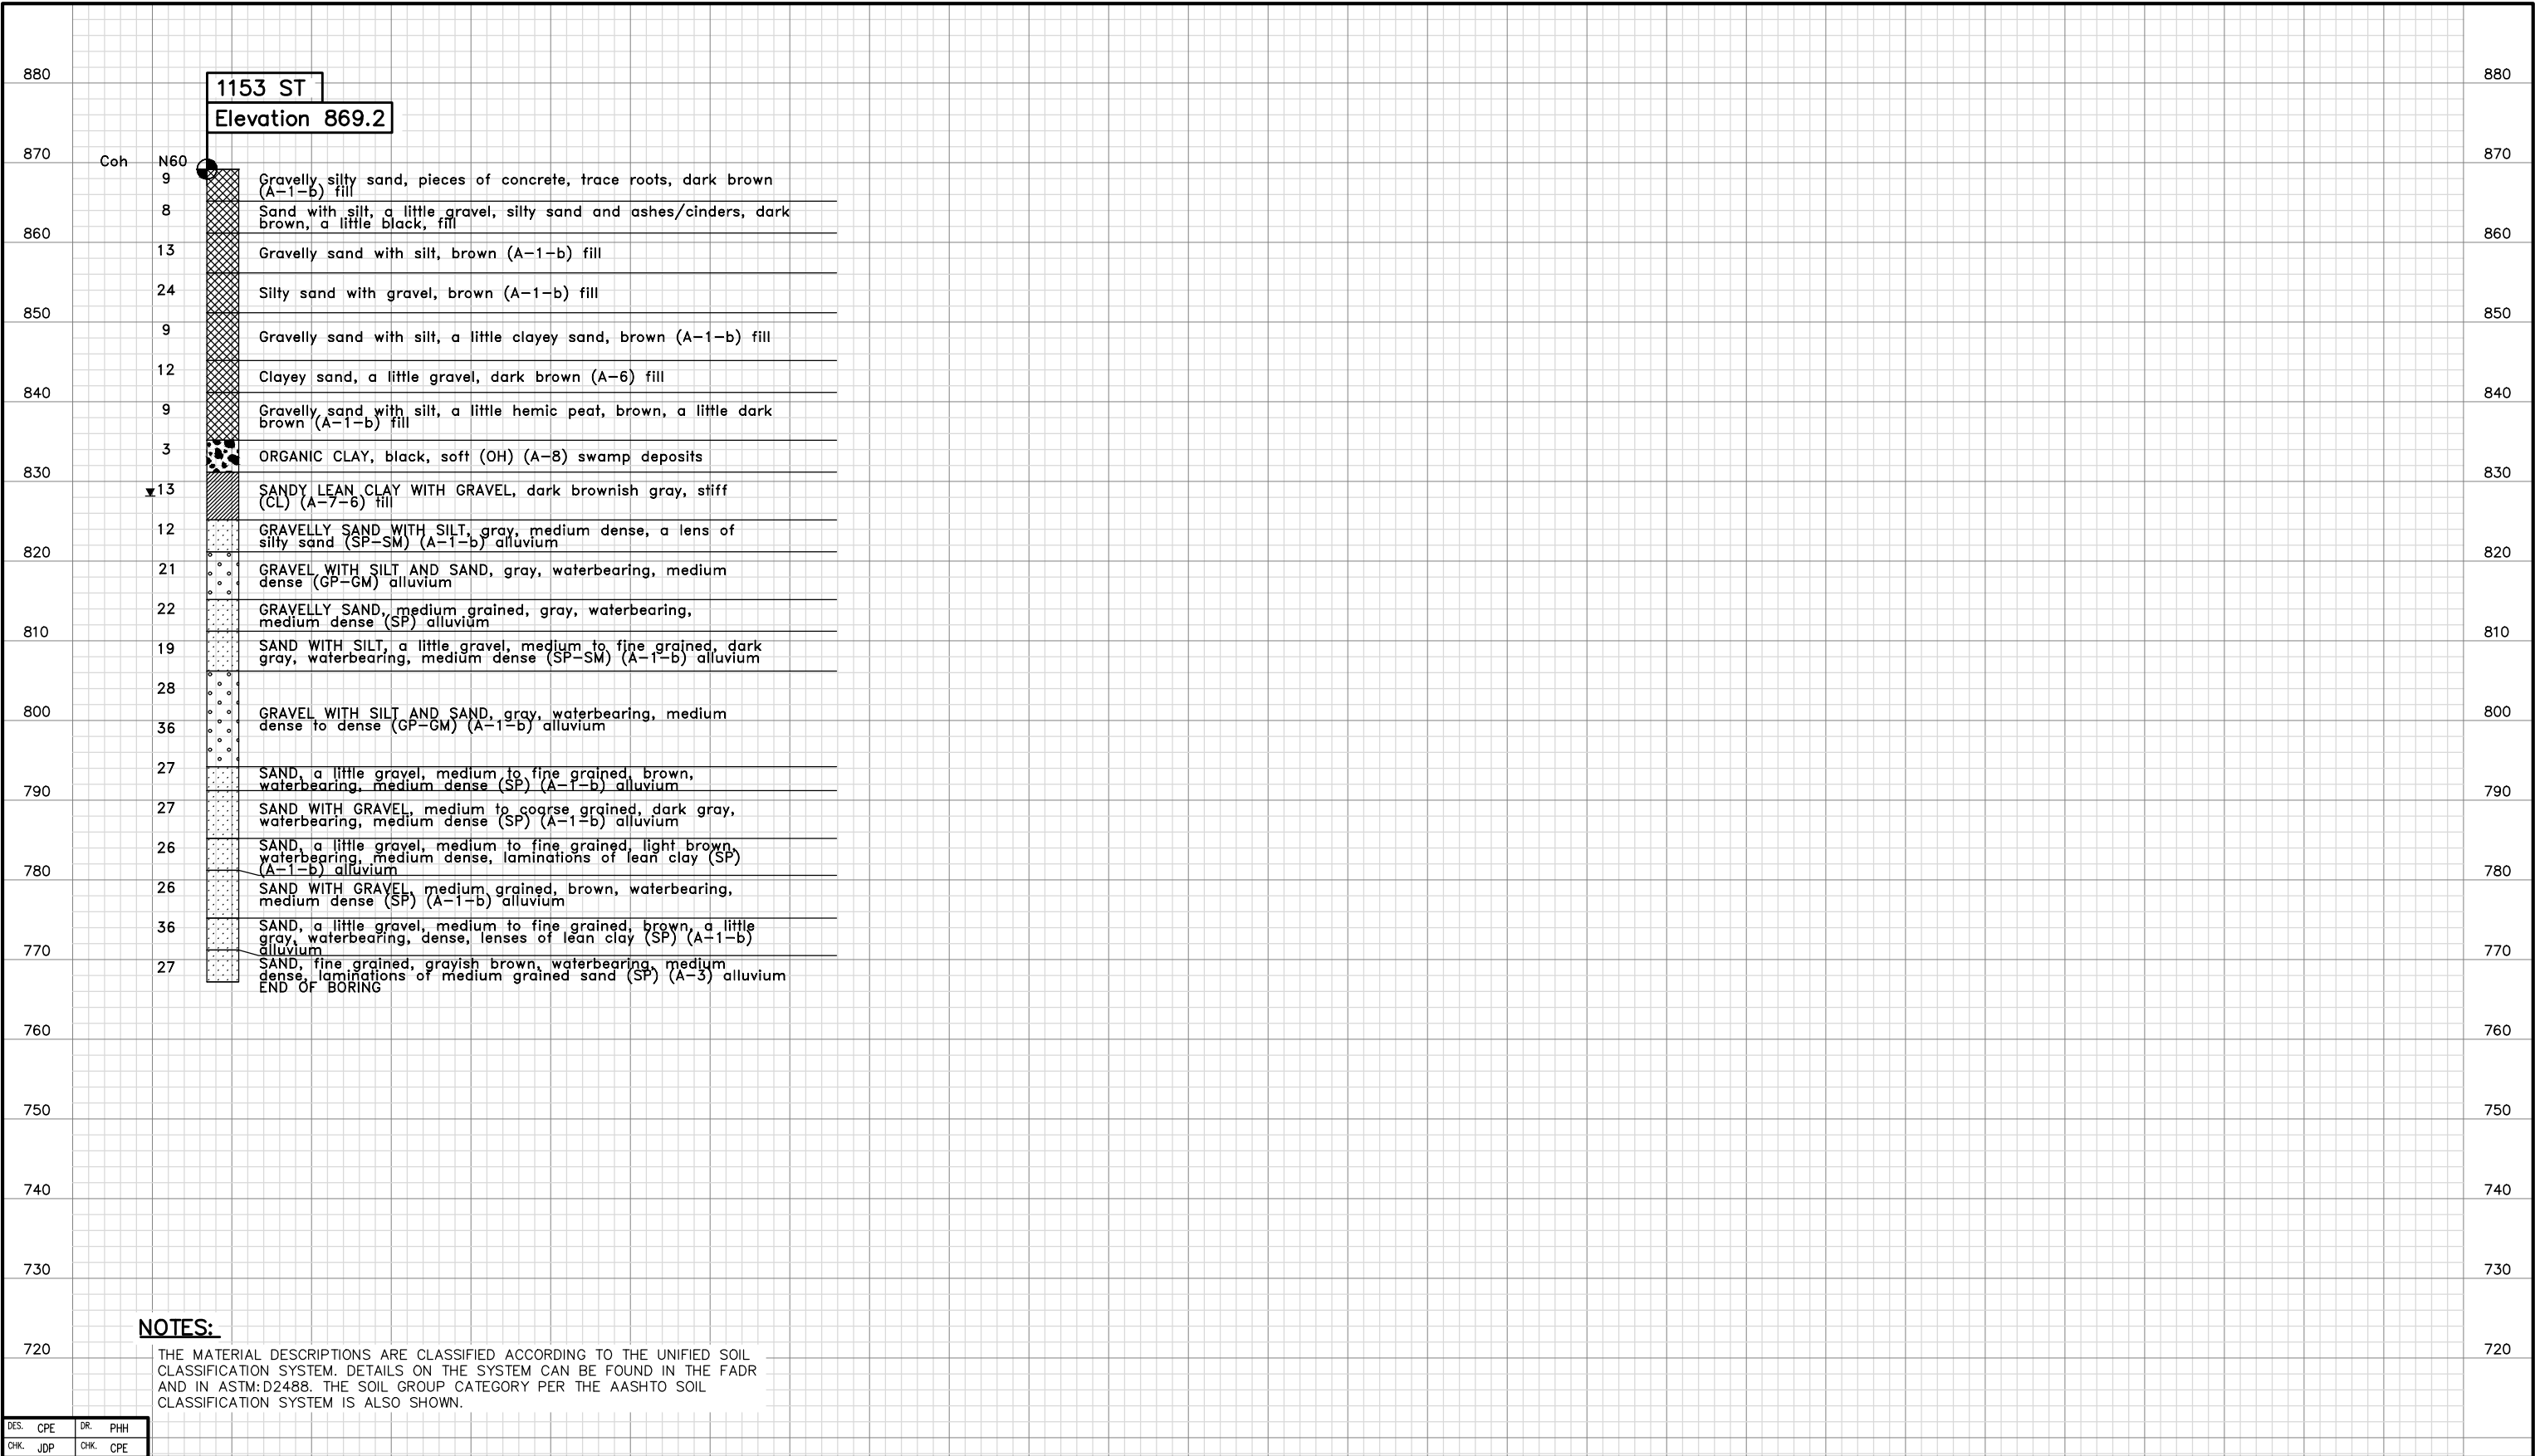 880 880
1153 ST
Elevation 869.2
870 870
Coh N60
9 Gravelly silty sand, pieces of concrete, trace roots, dark brown
(A-1-b) fill
8 Sand with silt, a little gravel, silty sand and ashes/cinders, dark
brown, a little black, fill
860 860
13 Gravelly sand with silt, brown (A-1-b) fill
24 Silty sand with gravel, brown (A-1-b) fill
850 850
9 Gravelly sand with silt, a little clayey sand, brown (A-1-b) fill
12 Clayey sand, a little gravel, dark brown (A-6) fill
840 840
9 Gravelly sand with silt, a little hemic peat, brown, a little dark
brown (A-1-b) fill
3 ORGANIC CLAY, black, soft (OH) (A-8) swamp deposits
830 830
13 SANDY LEAN CLAY WITH GRAVEL, dark brownish gray, stiff
(CL) (A-7-6) till
12 GRAVELLY SAND WITH SILT, gray, medium dense, a lens of
silty sand (SP-SM) (A-1-b) alluvium
820 820
21 GRAVEL WITH SILT AND SAND, gray, waterbearing, medium
dense (GP-GM) alluvium
22 GRAVELLY SAND, medium grained, gray, waterbearing,
medium dense (SP) alluvium
810 810
19 SAND WITH SILT, a little gravel, medium to fine grained, dark
gray, waterbearing, medium dense (SP-SM) (A-1-b) alluvium
28
800 800
GRAVEL WITH SILT AND SAND, gray, waterbearing, medium
36 dense to dense (GP-GM) (A-1-b) alluvium
27 SAND, a little gravel, medium to fine grained, brown,
waterbearing, medium dense (SP) (A-1-b) alluvium
790 790
27 SAND WITH GRAVEL, medium to coarse grained, dark gray,
waterbearing, medium dense (SP) (A-1-b) alluvium
26 SAND, a little gravel, medium to fine grained, light brown,
waterbearing, medium dense, laminations of lean clay (SP)
(A-1-b) alluvium
780 780
26 SAND WITH GRAVEL, medium grained, brown, waterbearing,
medium dense (SP) (A-1-b) alluvium
36 SAND, a little gravel, medium to fine grained, brown, a little
gray, waterbearing, dense, lenses of lean clay (SP) (A-1-b)
alluvium
770 770
27 SAND, fine grained, grayish brown, waterbearing, medium
dense, laminations of medium grained sand (SP) (A-3) alluvium
END OF BORING
760 760
750 750
740 740
730 730
NOTES:
720 720
THE MATERIAL DESCRIPTIONS ARE CLASSIFIED ACCORDING TO THE UNIFIED SOIL
CLASSIFICATION SYSTEM. DETAILS ON THE SYSTEM CAN BE FOUND IN THE FADR
AND IN ASTM:D2488. THE SOIL GROUP CATEGORY PER THE AASHTO SOIL
CLASSIFICATION SYSTEM IS ALSO SHOWN.
DES. CPE DR. PHH
CHK. JDP CHK. CPE